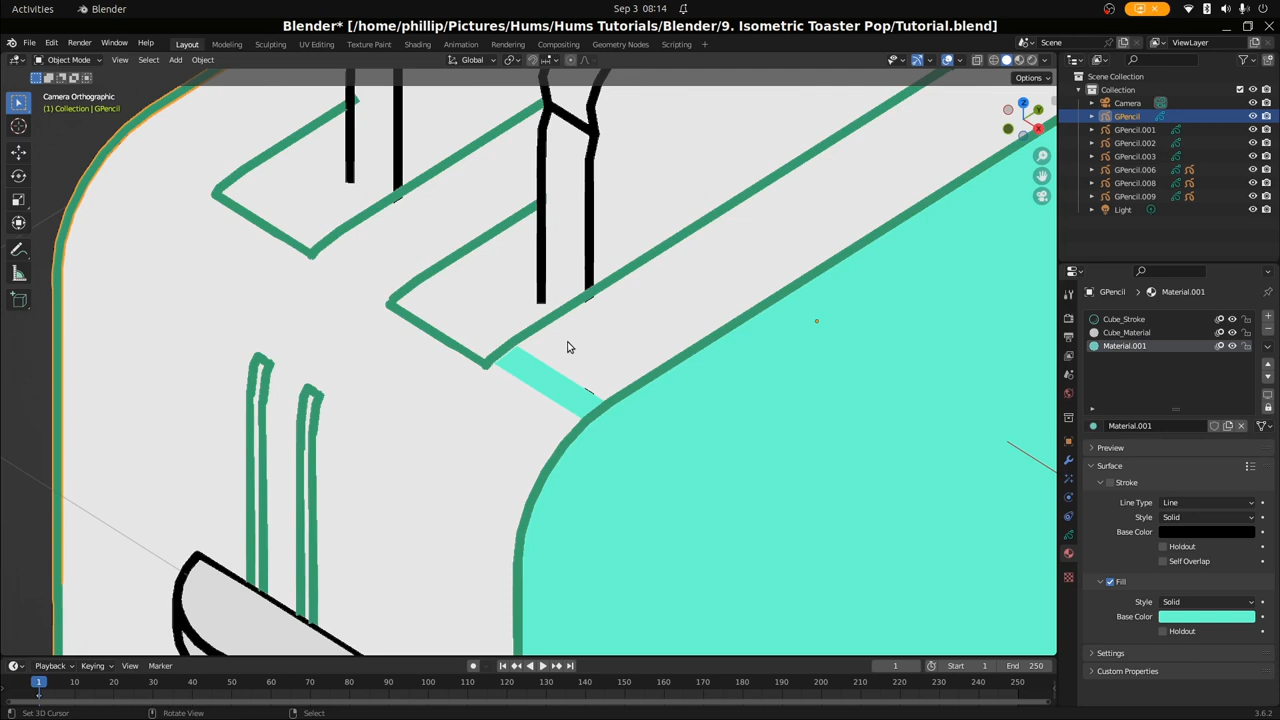 Activities Blender Sep 3 08:14
Blender* [/home/phillip/Pictures/Hums/Hums Tutorials/Blender/9. Isometric Toaster Pop/Tutorial.blend]
File Edit Render Window Help Layout Modeling Sculpting UV Editing Texture Paint Shading Animation Rendering Compositing Geometry Nodes Scripting + Scene ViewLayer
Object Mode View Select Add Object Global
Options
Camera Orthographic
(1) Collection | GPencil
Scene Collection
Collection
Camera
GPencil
GPencil.001
GPencil.002
GPencil.003
GPencil.006
GPencil.008
GPencil.009
Light
Z
Y
X
GPencil > Material.001
Cube_Stroke
Cube_Material
Material.001
Material.001
Preview
Surface
Stroke
Line Type Line
Style Solid
Base Color
Holdout
Self Overlap
Fill
Style Solid
Base Color
Holdout
Settings
Custom Properties
Playback Keying View Marker 1 Start 1 End 250
1 10 20 30 40 50 60 70 80 90 100 110 120 130 140 150 160 170 180 190 200 210 220 230 240 250
Set 3D Cursor Rotate View Select 3.6.2